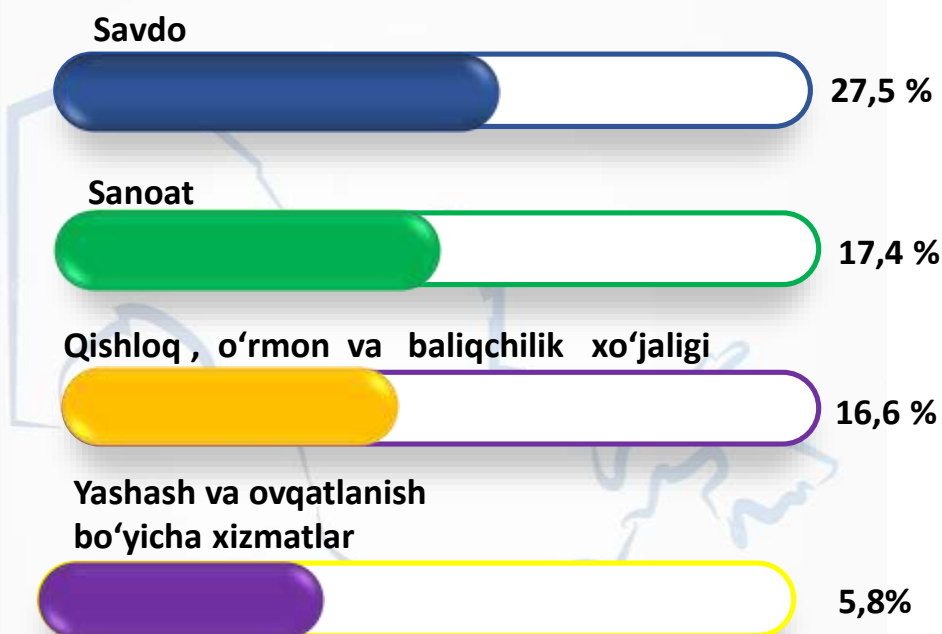 Savdo
27,5 %
Sanoat
17,4 %
Qishloq , o‘rmon va baliqchilik xo‘jaligi
16,6 %
Yashash va ovqatlanish
bo‘yicha xizmatlar
5,8%